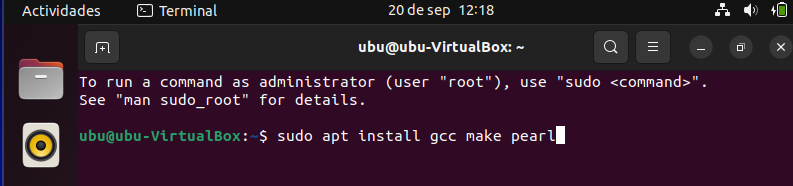 Actividades Terminal 20 de sep 12:18
ubu@ubu-VirtualBox: ~
To run a command as administrator (user "root"), use "sudo <command>".
See "man sudo_root" for details.
ubu@ubu-VirtualBox:~$ sudo apt install gcc make pearl